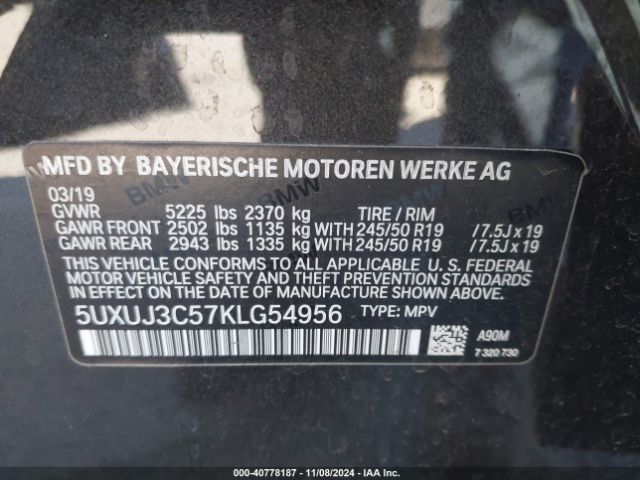 MFD BY BAYERISCHE MOTOREN WERKE AG
03/19
GVWR 5225 lbs 2370 kg TIRE / RIM
GAWR FRONT 2502 lbs 1135 kg WITH 245/50 R19 / 7.5J x 19
GAWR REAR 2943 lbs 1335 kg WITH 245/50 R19 / 7.5J x 19
THIS VEHICLE CONFORMS TO ALL APPLICABLE U. S. FEDERAL
MOTOR VEHICLE SAFETY AND THEFT PREVENTION STANDARDS
IN EFFECT ON THE DATE OF MANUFACTURE SHOWN ABOVE.
5UXUJ3C57KLG54956 TYPE: MPV
A90M
7 320 730
BMW
BMW
BMW
000-40778187 - 11/08/2024 - IAA Inc.